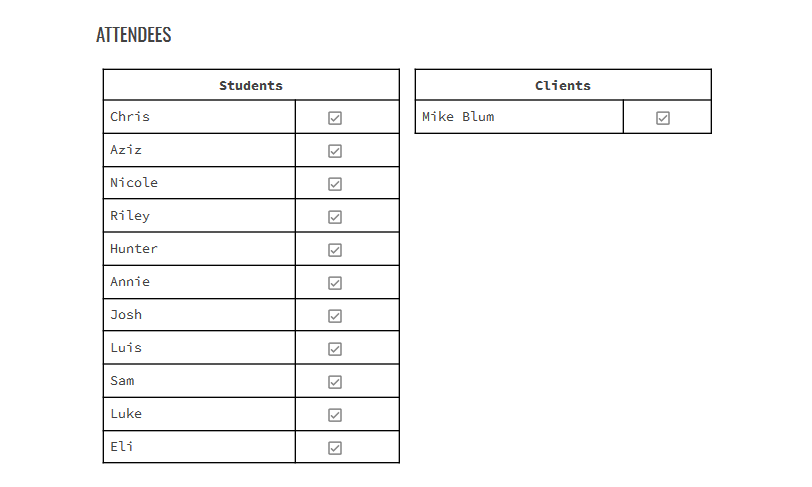 ATTENDEES
Students
Chris
Aziz
Nicole
Riley
Hunter
Annie
Josh
Luis
Sam
Luke
Eli
Clients
Mike Blum